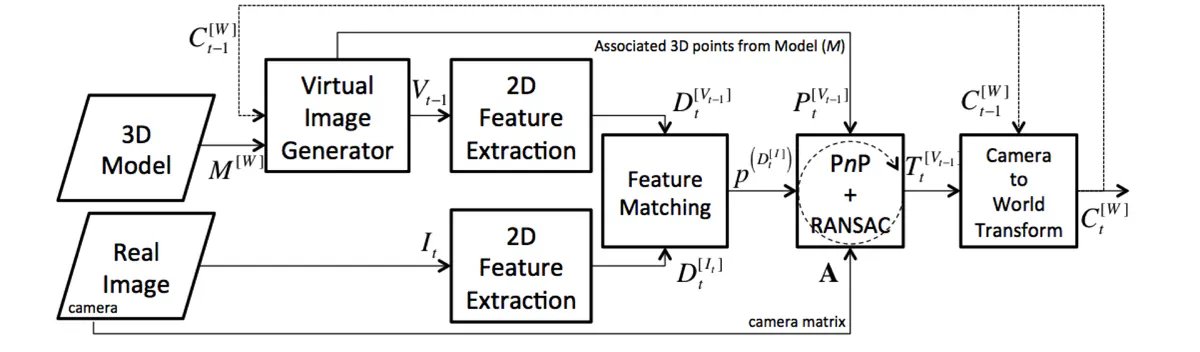 C_{t-1}^{[W]}
Associated 3D points from Model (M)
3D
Model
M^{[W]}
Virtual
Image
Generator
V_{t-1}
2D
Feature
Extraction
D_t^{[V_{t-1}]}
P_t^{[V_{t-1}]}
C_{t-1}^{[W]}
Feature
Matching
p^{(D_t^{[I]})}
PnP
+
RANSAC
T_t^{[V_{t-1}]}
Camera
to
World
Transform
C_t^{[W]}
Real
Image
camera
I_t
2D
Feature
Extraction
D_t^{[I_t]}
A
camera matrix